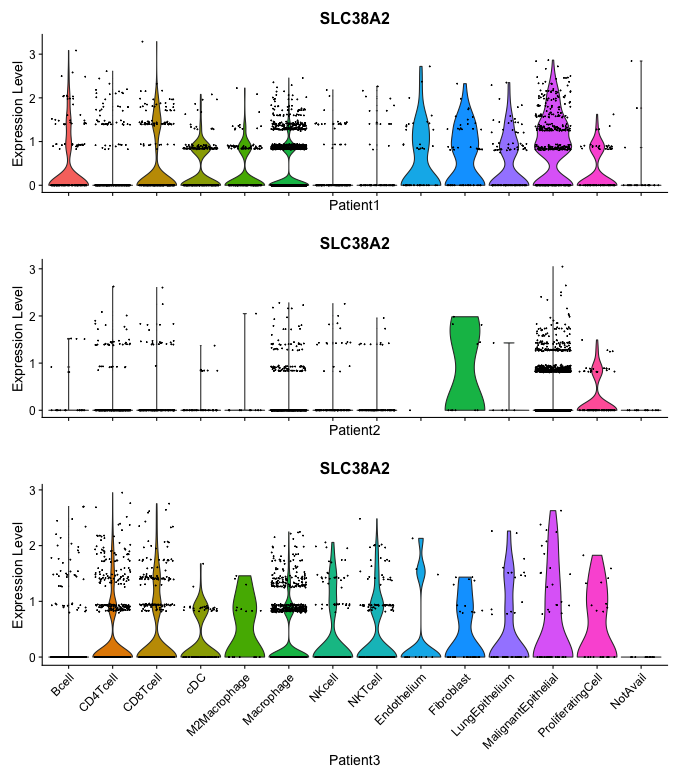 SLC38A2
Expression Level
3
2
1
0
Patient1
SLC38A2
Expression Level
3
2
1
0
Patient2
SLC38A2
Expression Level
3
2
1
0
Bcell
CD4Tcell
CD8Tcell
cDC
M2Macrophage
Macrophage
NKcell
NKTcell
Endothelium
Fibroblast
LungEpithelium
MalignantEpithelial
ProliferatingCell
NotAvail
Patient3